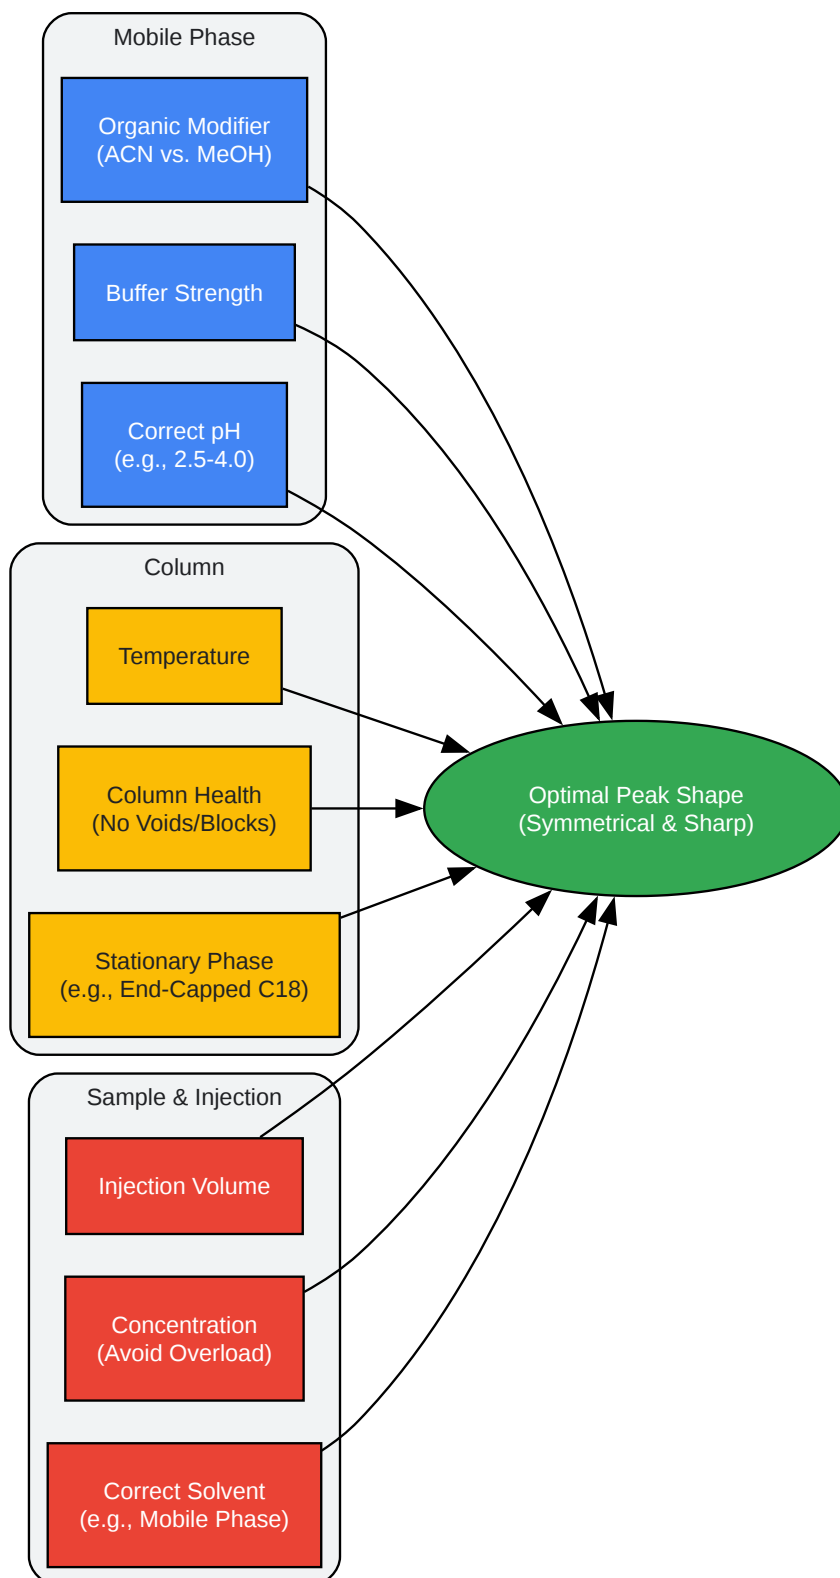 Mobile Phase
Organic Modifier
(ACN vs. MeOH)
Buffer Strength
Correct pH
(e.g., 2.5-4.0)
Column
Temperature
Column Health
(No Voids/Blocks)
Stationary Phase
(e.g., End-Capped C18)
Sample & Injection
Injection Volume
Concentration
(Avoid Overload)
Correct Solvent
(e.g., Mobile Phase)
Optimal Peak Shape
(Symmetrical & Sharp)